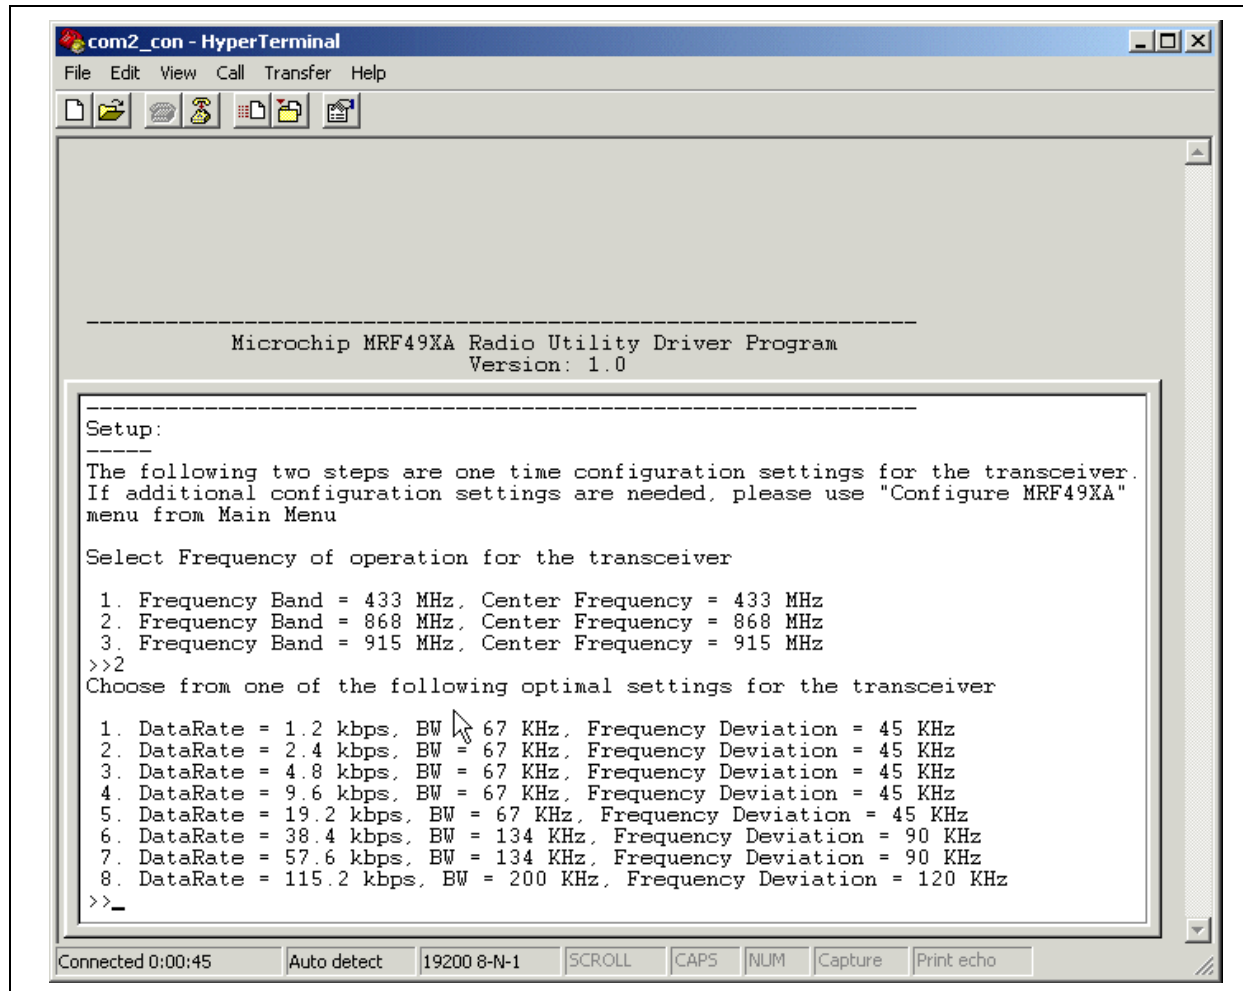 com2_con - HyperTerminal
File Edit View Call Transfer Help
---------------------------------------------------------------
Microchip MRF49XA Radio Utility Driver Program
Version: 1.0
---------------------------------------------------------------
Setup:
-----
The following two steps are one time configuration settings for the transceiver.
If additional configuration settings are needed, please use "Configure MRF49XA"
menu from Main Menu
Select Frequency of operation for the transceiver
1. Frequency Band = 433 MHz, Center Frequency = 433 MHz
2. Frequency Band = 868 MHz, Center Frequency = 868 MHz
3. Frequency Band = 915 MHz, Center Frequency = 915 MHz
>>2
Choose from one of the following optimal settings for the transceiver
1. DataRate = 1.2 kbps, BW = 67 KHz, Frequency Deviation = 45 KHz
2. DataRate = 2.4 kbps, BW = 67 KHz, Frequency Deviation = 45 KHz
3. DataRate = 4.8 kbps, BW = 67 KHz, Frequency Deviation = 45 KHz
4. DataRate = 9.6 kbps, BW = 67 KHz, Frequency Deviation = 45 KHz
5. DataRate = 19.2 kbps, BW = 67 KHz, Frequency Deviation = 45 KHz
6. DataRate = 38.4 kbps, BW = 134 KHz, Frequency Deviation = 90 KHz
7. DataRate = 57.6 kbps, BW = 134 KHz, Frequency Deviation = 90 KHz
8. DataRate = 115.2 kbps, BW = 200 KHz, Frequency Deviation = 120 KHz
>>_
Connected 0:00:45 Auto detect 19200 8-N-1 SCROLL CAPS NUM Capture Print echo